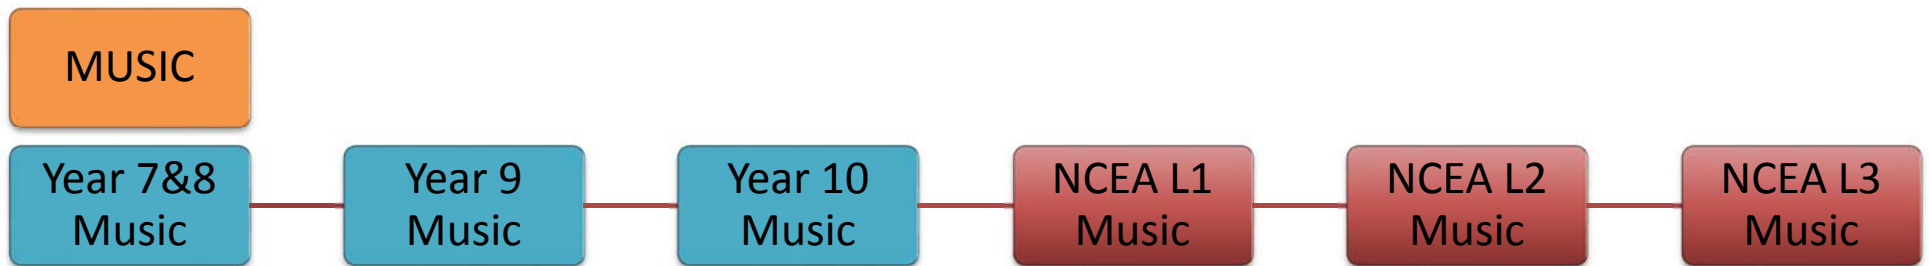 MUSIC
Year 7&8
Music
Year 9
Music
Year 10
Music
NCEA L1
Music
NCEA L2
Music
NCEA L3
Music